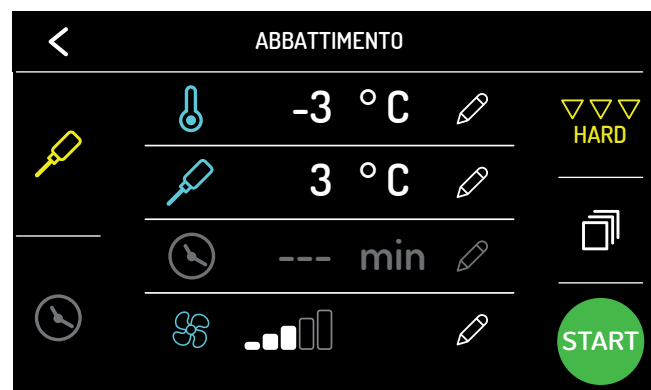 ABBATTIMENTO
-3 °C
HARD
3 °C
--- min
START